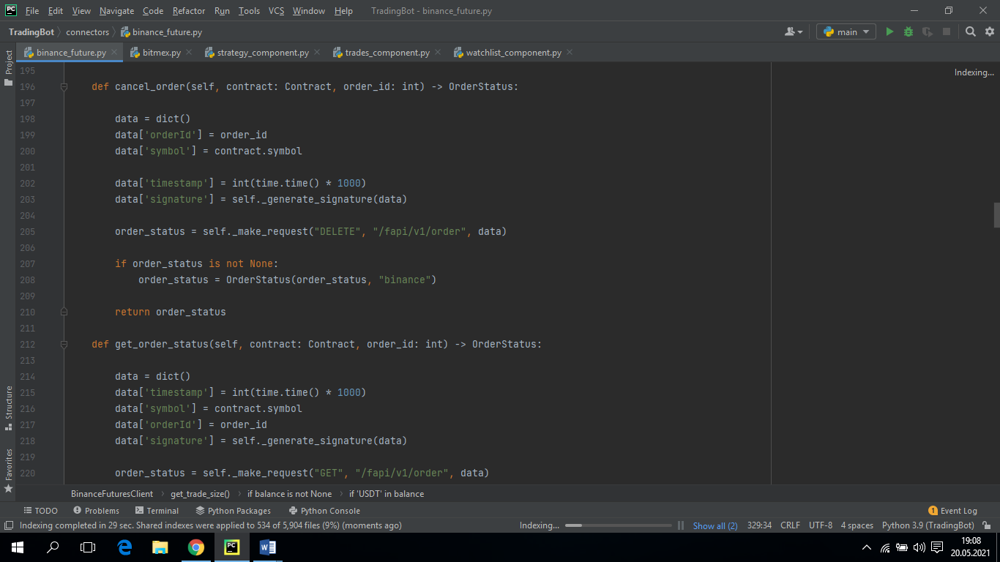 PC File Edit View Navigate Code Refactor Run Tools VCS Window Help TradingBot - binance_future.py
TradingBot connectors binance_future.py main
binance_future.py bitmex.py strategy_component.py trades_component.py watchlist_component.py
Project
Structure
Favorites
Indexing...
195
196 def cancel_order(self, contract: Contract, order_id: int) -> OrderStatus:
197
198 data = dict()
199 data['orderId'] = order_id
200 data['symbol'] = contract.symbol
201
202 data['timestamp'] = int(time.time() * 1000)
203 data['signature'] = self._generate_signature(data)
204
205 order_status = self._make_request("DELETE", "/fapi/v1/order", data)
206
207 if order_status is not None:
208 order_status = OrderStatus(order_status, "binance")
209
210 return order_status
211
212 def get_order_status(self, contract: Contract, order_id: int) -> OrderStatus:
213
214 data = dict()
215 data['timestamp'] = int(time.time() * 1000)
216 data['symbol'] = contract.symbol
217 data['orderId'] = order_id
218 data['signature'] = self._generate_signature(data)
219
220 order_status = self._make_request("GET", "/fapi/v1/order", data)
BinanceFuturesClient get_trade_size() if balance is not None if 'USDT' in balance
TODO Problems Terminal Python Packages Python Console 1 Event Log
Indexing completed in 29 sec. Shared indexes were applied to 534 of 5,904 files (9%) (moments ago) Indexing... Show all (2) 329:34 CRLF UTF-8 4 spaces Python 3.9 (TradingBot)
PC W 19:08
20.05.2021